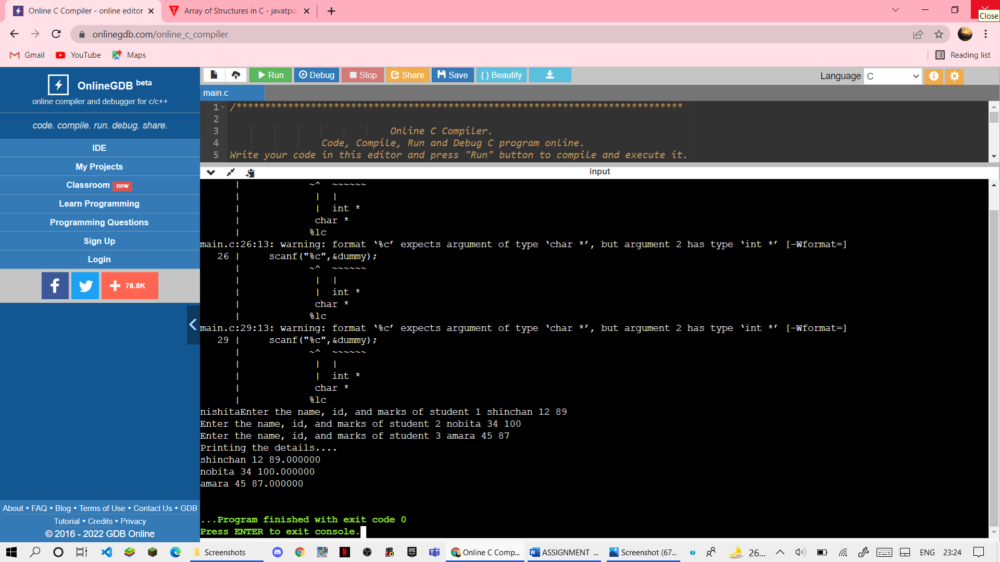 Online C Compiler - online editor
Array of Structures in C - javatpoi
Close
onlinegdb.com/online_c_compiler
Gmail
YouTube
Maps
Reading list
OnlineGDB beta
online compiler and debugger for c/c++
code. compile. run. debug. share.
IDE
My Projects
Classroom new
Learn Programming
Programming Questions
Sign Up
Login
76.8K
About • FAQ • Blog • Terms of Use • Contact Us • GDB
Tutorial • Credits • Privacy
© 2016 - 2022 GDB Online
Run
Debug
Stop
Share
Save
{ } Beautify
Language C
main.c
1 /******************************************************************************
2
3 Online C Compiler.
4 Code, Compile, Run and Debug C program online.
5 Write your code in this editor and press "Run" button to compile and execute it.
input
| ~^ ~~~~~~
| | |
| | int *
| char *
| %lc
main.c:26:13: warning: format ‘%c’ expects argument of type ‘char *’, but argument 2 has type ‘int *’ [-Wformat=]
26 | scanf("%c",&dummy);
| ~^ ~~~~~~
| | |
| | int *
| char *
| %lc
main.c:29:13: warning: format ‘%c’ expects argument of type ‘char *’, but argument 2 has type ‘int *’ [-Wformat=]
29 | scanf("%c",&dummy);
| ~^ ~~~~~~
| | |
| | int *
| char *
| %lc
nishitaEnter the name, id, and marks of student 1 shinchan 12 89
Enter the name, id, and marks of student 2 nobita 34 100
Enter the name, id, and marks of student 3 amara 45 87
Printing the details....
shinchan 12 89.000000
nobita 34 100.000000
amara 45 87.000000
...Program finished with exit code 0
Press ENTER to exit console.
Screenshots
Online C Comp...
ASSIGNMENT ...
Screenshot (67...
26...
ENG
23:24